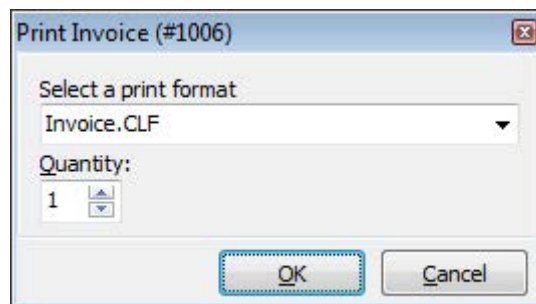 Print Invoice (#1006)
Select a print format
Invoice.CLF
Quantity:
1
OK
Cancel